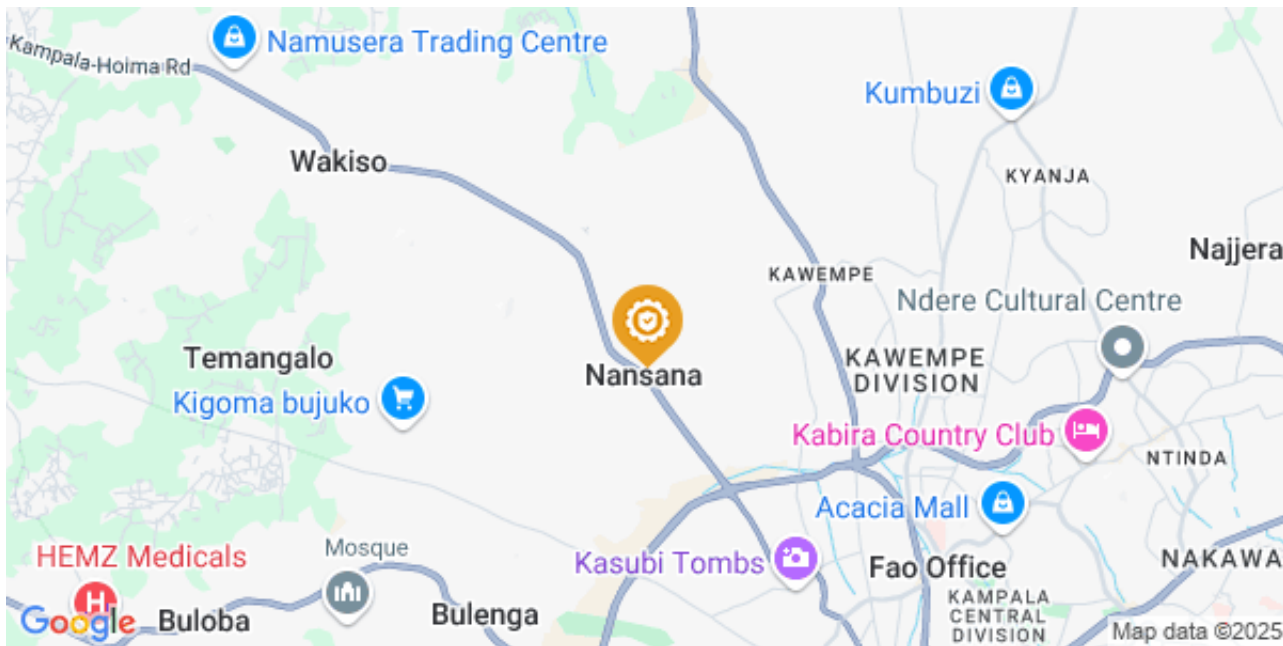 Namusera Trading Centre
Kampala-Hoima Rd
Kumbuzi
Wakiso
KYANJA
Najjera
KAWEMPE
Ndere Cultural Centre
Temangalo
KAWEMPE
DIVISION
Nansana
Kigoma bujuko
Kabira Country Club
NTINDA
Acacia Mall
Mosque
HEMZ Medicals
Kasubi Tombs
Fao Office
NAKAWA
H
Google
Buloba
Bulenga
KAMPALA
CENTRAL
DIVISION
Map data ©2025